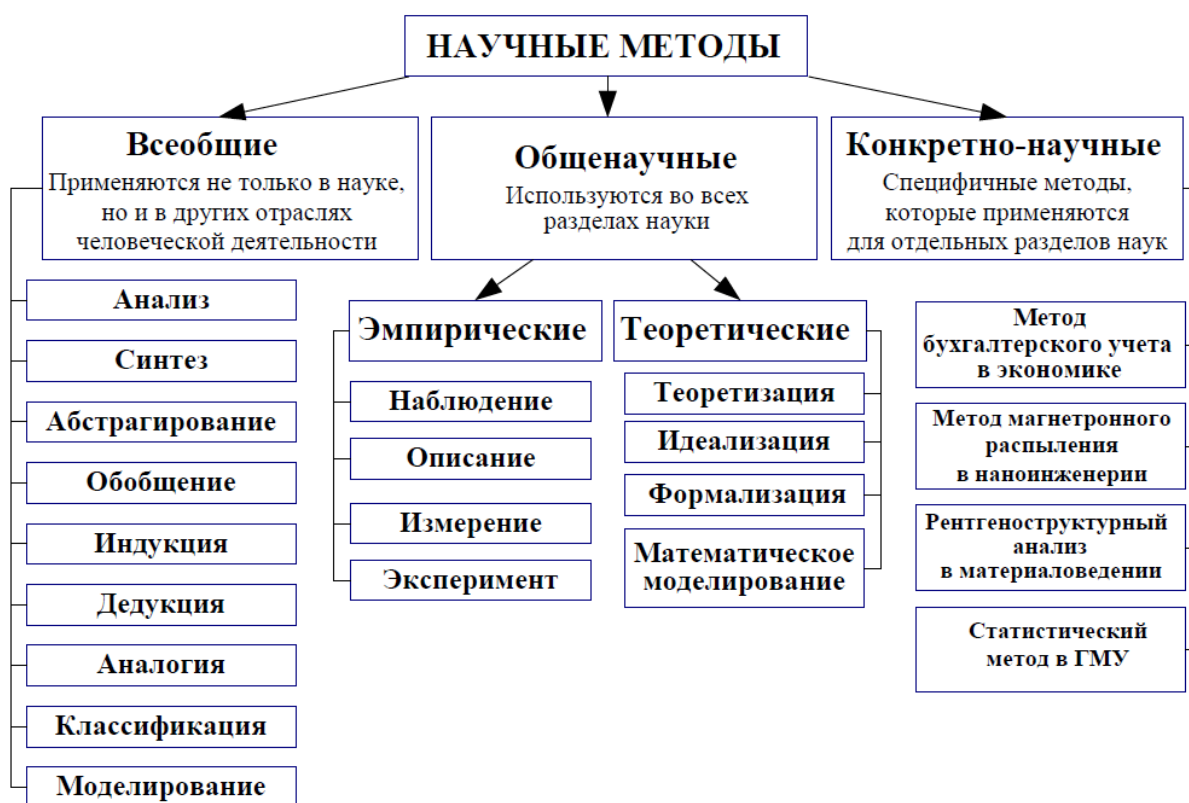 НАУЧНЫЕ МЕТОДЫ
Всеобщие
Применяются не только в науке,
но и в других отраслях
человеческой деятельности
Общенаучные
Используются во всех
разделах науки
Конкретно-научные
Специфичные методы,
которые применяются
для отдельных разделов наук
Анализ
Синтез
Абстрагирование
Обобщение
Индукция
Дедукция
Аналогия
Классификация
Моделирование
Эмпирические
Наблюдение
Описание
Измерение
Эксперимент
Теоретические
Теоретизация
Идеализация
Формализация
Математическое
моделирование
Метод
бухгалтерского учета
в экономике
Метод магнетронного
распыления
в наноинженерии
Рентгеноструктурный
анализ
в материаловедении
Статистический
метод в ГМУ